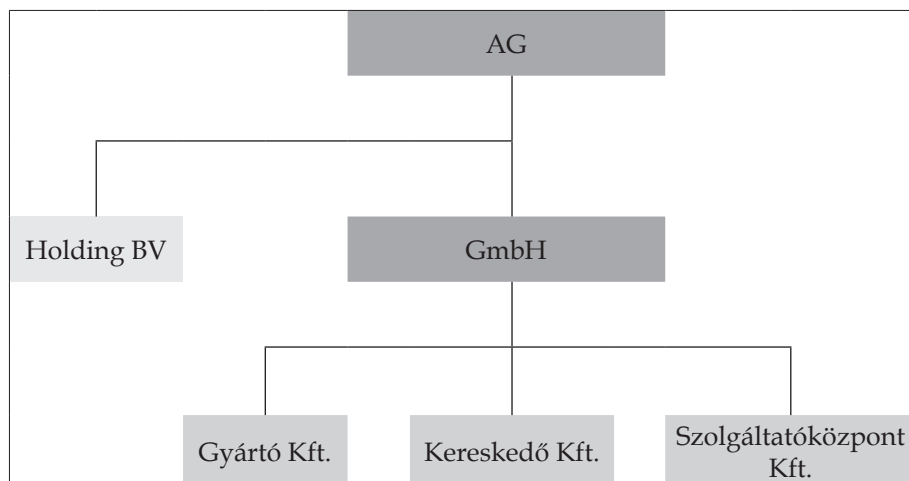 AG
Holding BV
GmbH
Gyártó Kft.
Kereskedő Kft.
Szolgáltatóközpont
Kft.